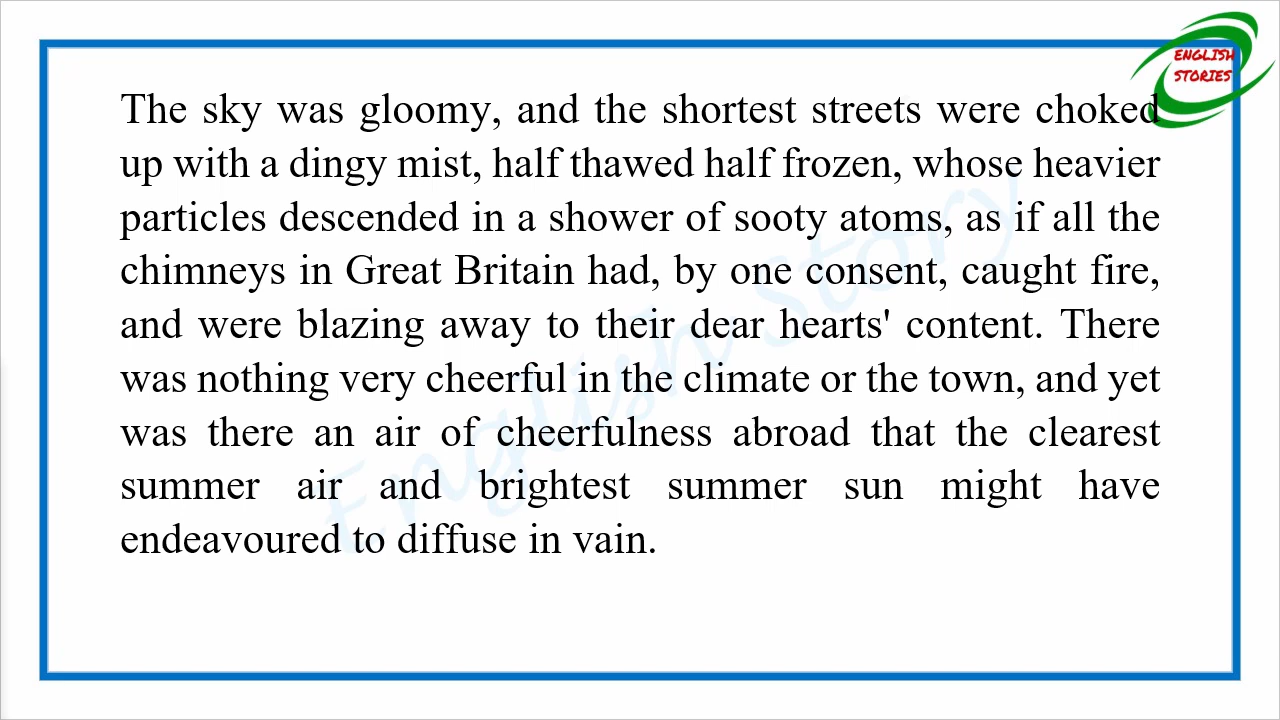 ENGLISH
STORIES
The sky was gloomy, and the shortest streets were choked
up with a dingy mist, half thawed half frozen, whose heavier
particles descended in a shower of sooty atoms, as if all the
chimneys in Great Britain had, by one consent, caught fire,
and were blazing away to their dear hearts' content. There
was nothing very cheerful in the climate or the town, and yet
was there an air of cheerfulness abroad that the clearest
summer air and brightest summer sun might have
endeavoured to diffuse in vain.
English Story